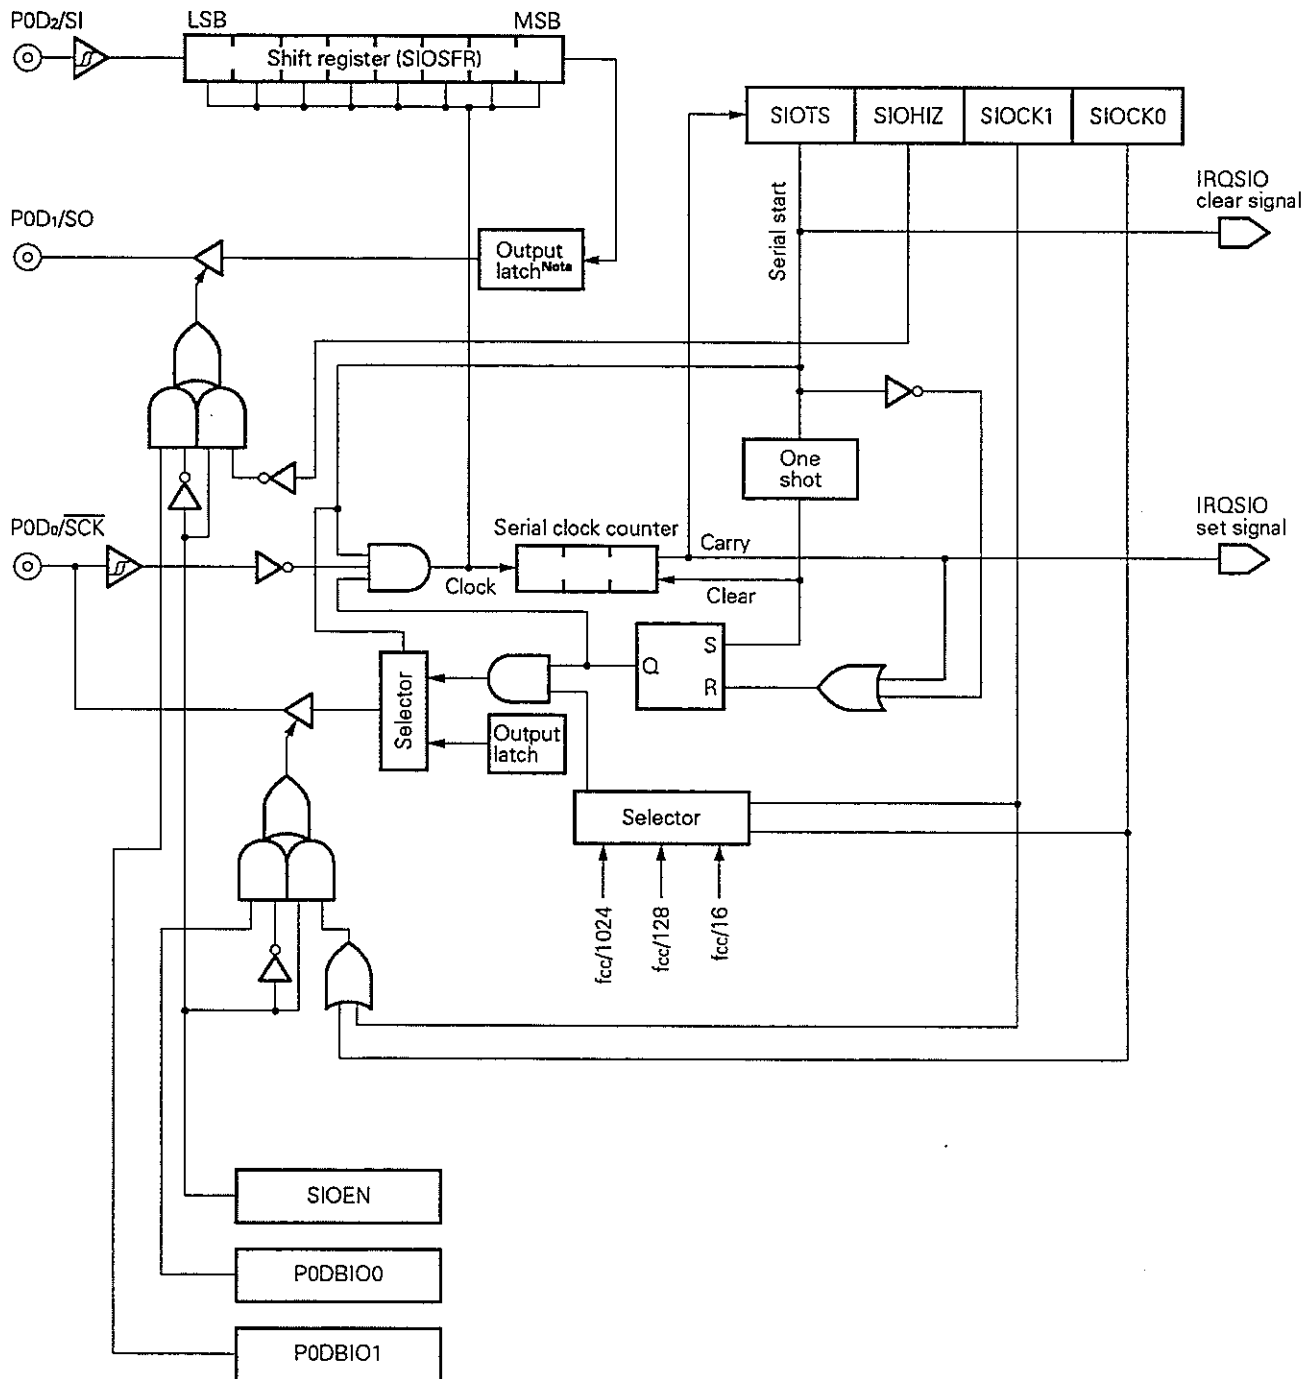 P0D₂/SI
LSB
MSB
Shift register (SIOSFR)
SIOTS
SIOHIZ
SIOCK1
SIOCK0
IRQSIO
clear signal
P0D₁/SO
Output
latchNote
Serial start
One
shot
P0D₀/S̅C̅K̅
Serial clock counter
Carry
IRQSIO
set signal
Clock
Clear
S
Q
R
Selector
Output
latch
Selector
fcc/1024
fcc/128
fcc/16
SIOEN
P0DBIO0
P0DBIO1